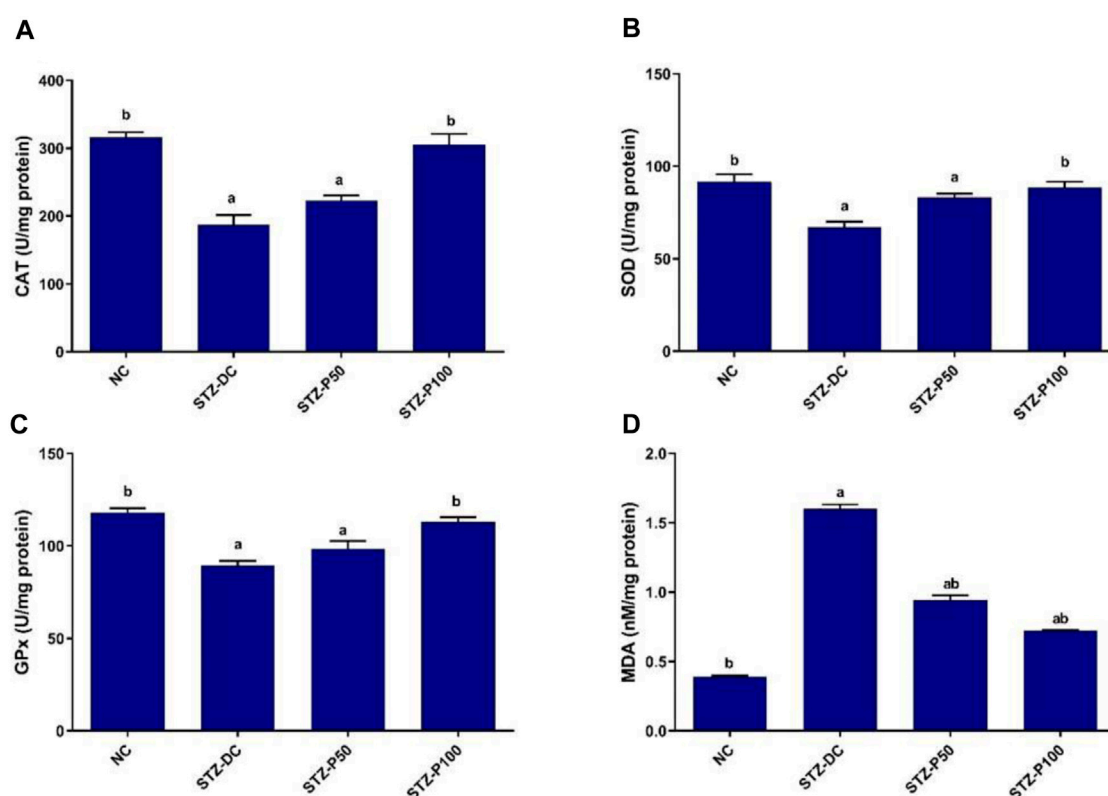 A
CAT (U/mg protein)
400
300
200
100
0
b
a
a
b
NC
STZ-DC
STZ-P50
STZ-P100
B
SOD (U/mg protein)
150
100
50
0
b
a
a
b
NC
STZ-DC
STZ-P50
STZ-P100
C
GPx (U/mg protein)
150
100
50
0
b
a
a
b
NC
STZ-DC
STZ-P50
STZ-P100
D
MDA (nM/mg protein)
2.0
1.5
1.0
0.5
0.0
b
a
ab
ab
NC
STZ-DC
STZ-P50
STZ-P100